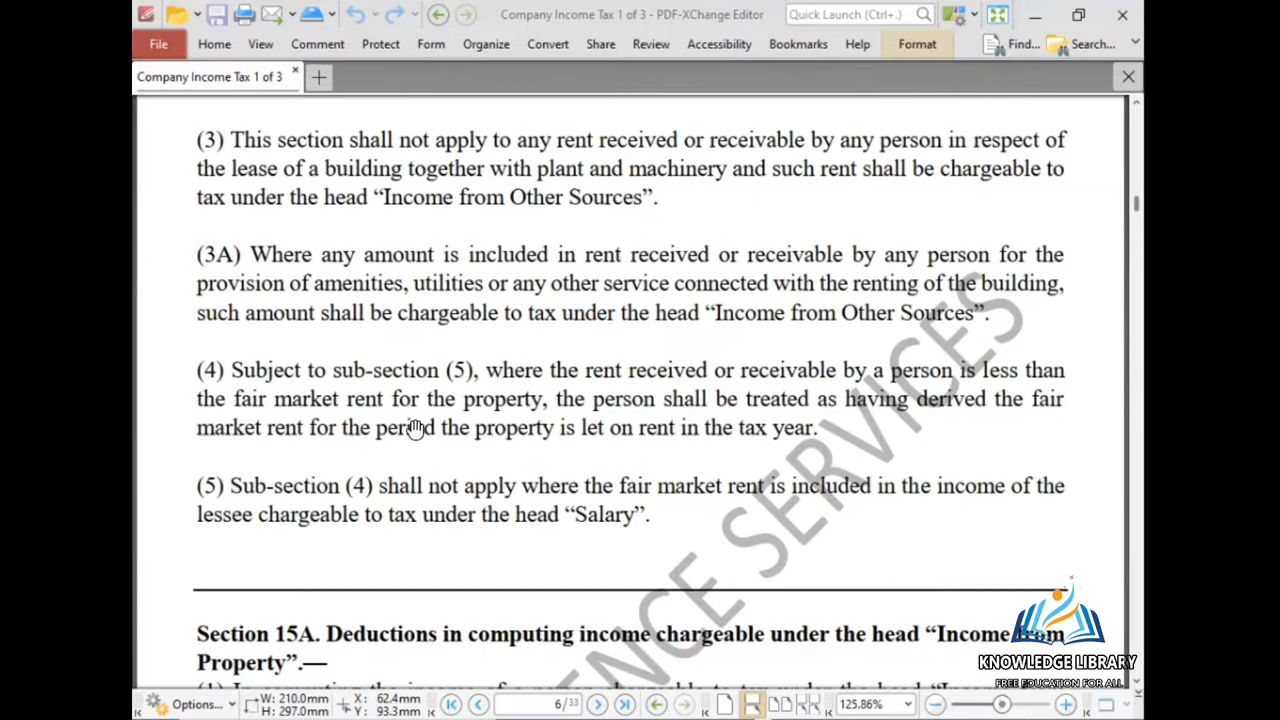 Company Income Tax 1 of 3 - PDF-XChange Editor
Quick Launch (Ctrl+.)
File Home View Comment Protect Form Organize Convert Share Review Accessibility Bookmarks Help Format Find... Search...
Company Income Tax 1 of 3
(3) This section shall not apply to any rent received or receivable by any person in respect of
the lease of a building together with plant and machinery and such rent shall be chargeable to
tax under the head “Income from Other Sources”.
(3A) Where any amount is included in rent received or receivable by any person for the
provision of amenities, utilities or any other service connected with the renting of the building,
such amount shall be chargeable to tax under the head “Income from Other Sources”.
(4) Subject to sub-section (5), where the rent received or receivable by a person is less than
the fair market rent for the property, the person shall be treated as having derived the fair
market rent for the period the property is let on rent in the tax year.
(5) Sub-section (4) shall not apply where the fair market rent is included in the income of the
lessee chargeable to tax under the head “Salary”.
ENCE SERVICES
Section 15A. Deductions in computing income chargeable under the head “Income from
Property”.—
KNOWLEDGE LIBRARY
FREE EDUCATION FOR ALL
Options...
W: 210.0mm
H: 297.0mm
X: 62.4mm
Y: 93.3mm
6 /33
125.86%